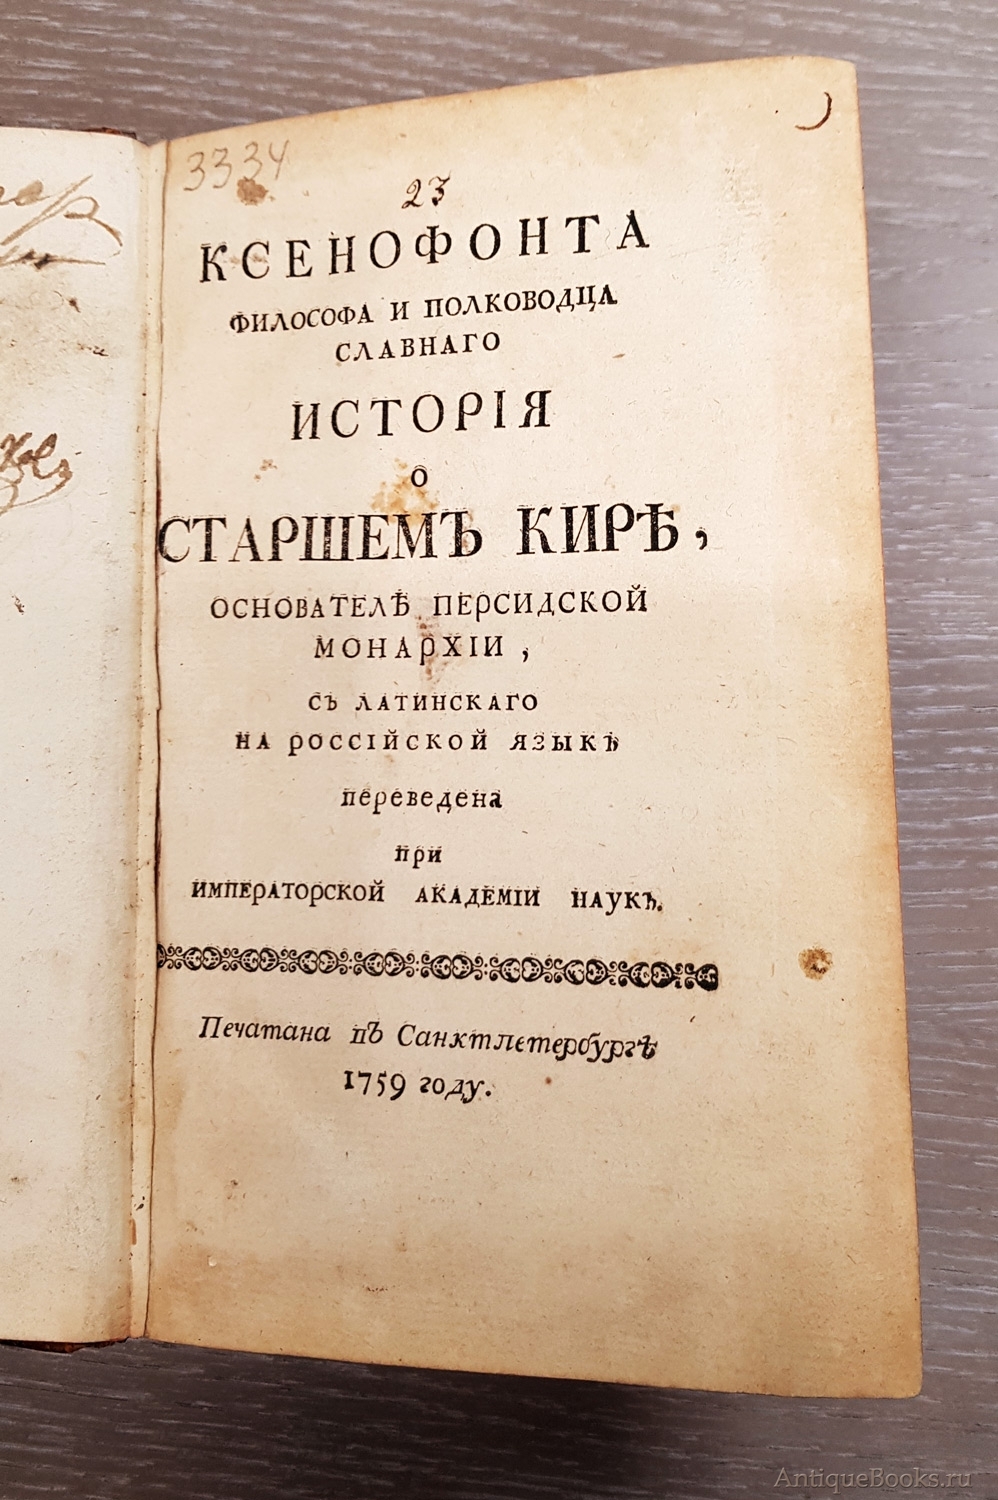 3334
23
КСЕНОФОНТА
ФИЛОСОФА И ПОЛКОВОДЦА
СЛАВНАГО
ИСТОРІЯ
О
СТАРШЕМЪ КИРѢ,
ОСНОВАТЕЛѢ ПЕРСИДСКОЙ
МОНАРХІИ,
СЪ ЛАТИНСКАГО
НА РОССІЙСКОЙ ЯЗЫКЪ
переведена
при
ИМПЕРАТОРСКОЙ АКАДЕМІИ НАУКЪ.
Печатана въ Санктпетербургѣ
1759 году.
AntiqueBooks.ru